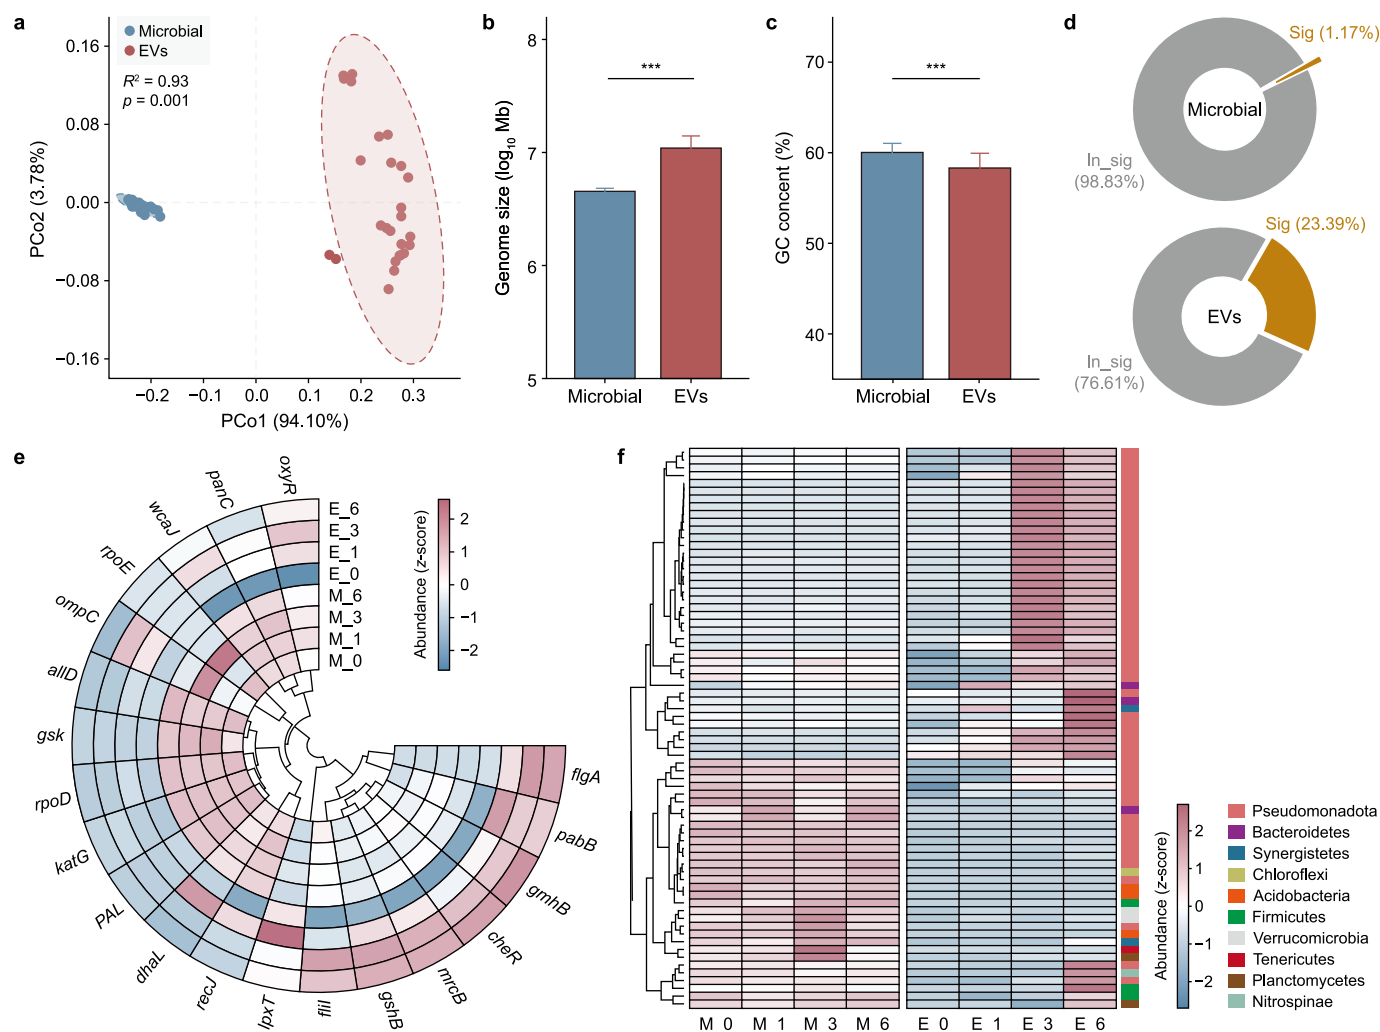 a
Microbial
EVs
R² = 0.93
p = 0.001
0.16
0.08
0.00
−0.08
−0.16
PCo2 (3.78%)
−0.2
−0.1
0.0
0.1
0.2
0.3
PCo1 (94.10%)
b
8
7
6
5
Genome size (log₁₀ Mb)
***
Microbial
EVs
c
70
60
50
40
GC concent (%)
***
Microbial
EVs
d
Sig (1.17%)
Microbial
In_sig
(98.83%)
Sig (23.39%)
EVs
In_sig
(76.61%)
e
oxyR
panC
wcaJ
rpoE
ompC
allD
gsk
rpoD
katG
PAL
dhaL
recJ
lpxT
fliI
gshB
mrcB
cheR
gmhB
pabB
flgA
E_6
E_3
E_1
E_0
M_6
M_3
M_1
M_0
Abundance (z-score)
2
1
0
−1
−2
f
M_0
M_1
M_3
M_6
E_0
E_1
E_3
E_6
Abundance (z-score)
2
1
0
−1
−2
Pseudomonadota
Bacteroidetes
Synergistetes
Chloroflexi
Acidobacteria
Firmicutes
Verrucomicrobia
Tenericutes
Planctomycetes
Nitrospinae